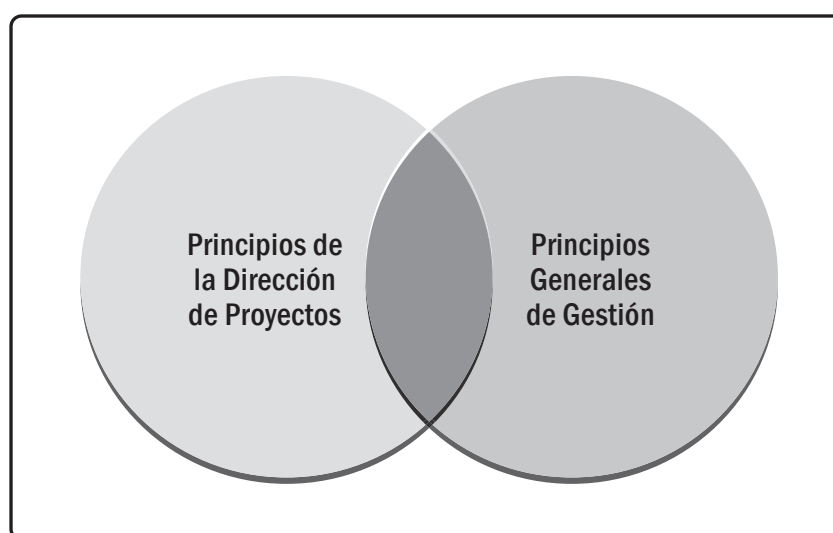 Principios de
la Dirección
de Proyectos
Principios
Generales
de Gestión